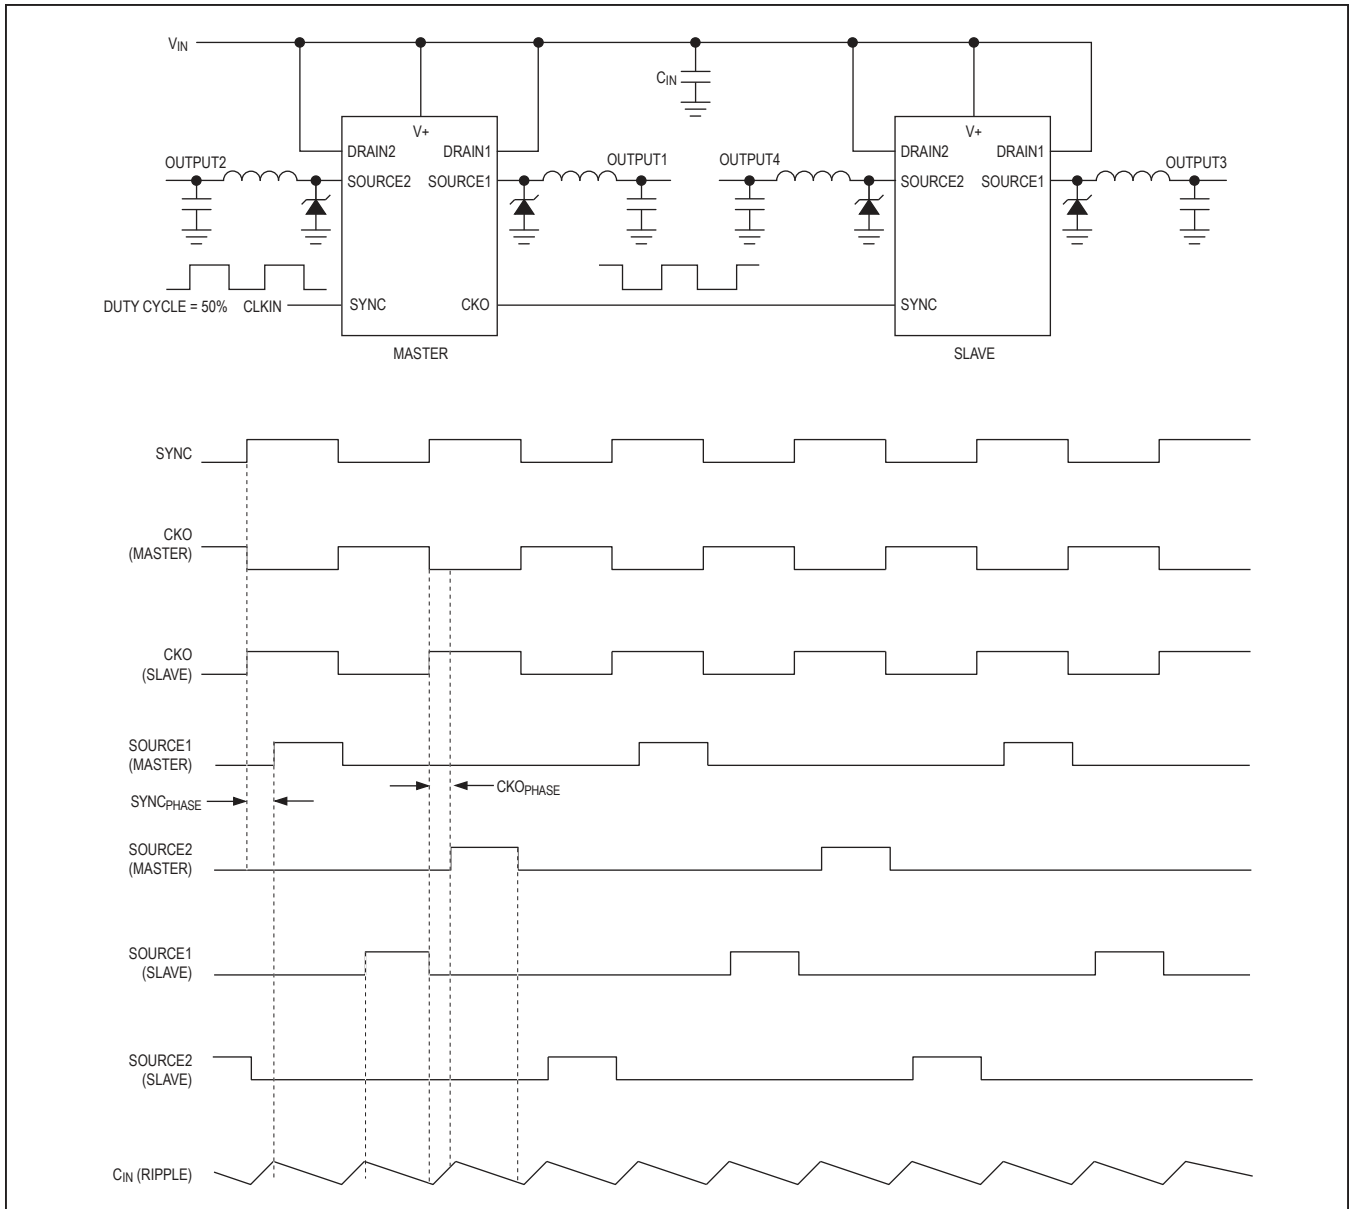 VIN
CIN
V+
V+
DRAIN2
DRAIN1
DRAIN2
DRAIN1
OUTPUT2
OUTPUT1
OUTPUT4
OUTPUT3
SOURCE2
SOURCE1
SOURCE2
SOURCE1
DUTY CYCLE = 50%
CLKIN
SYNC
CKO
SYNC
MASTER
SLAVE
SYNC
CKO
(MASTER)
CKO
(SLAVE)
SOURCE1
(MASTER)
CKOPHASE
SYNCPHASE
SOURCE2
(MASTER)
SOURCE1
(SLAVE)
SOURCE2
(SLAVE)
CIN (RIPPLE)